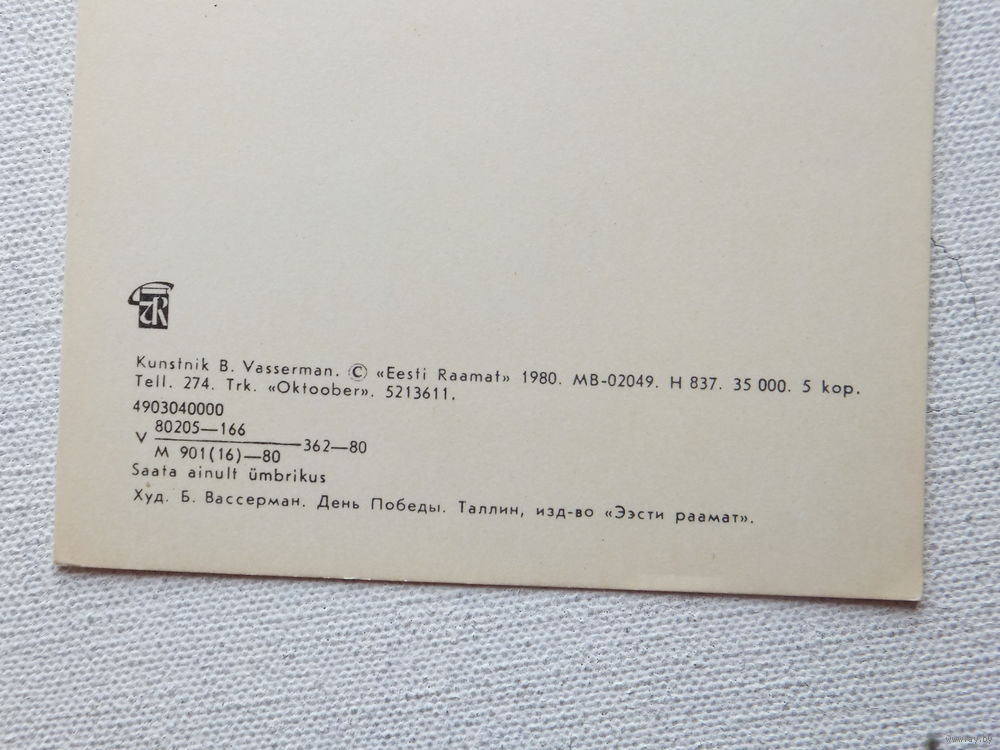 Kunstnik B. Vasserman. © «Eesti Raamat» 1980. MB-02049. H 837. 35 000. 5 kop.
Tell. 274. Trk. «Oktoober». 5213611.
4903040000
V 80205—166
M 901(16)—80 362—80
Saata ainult ümbrikus
Худ. Б. Вассерман. День Победы. Таллин, изд-во «Ээсти раамат».